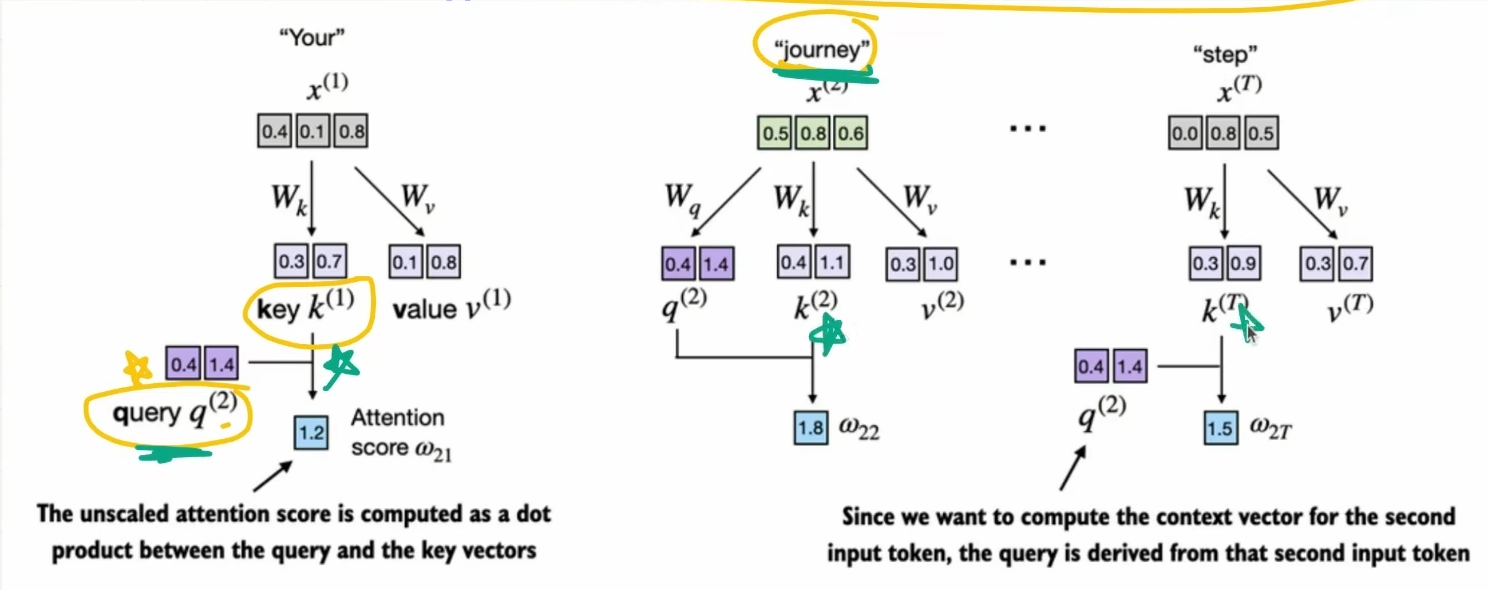 “Your”
x(1)
0.4 0.1 0.8
Wk Wv
0.3 0.7
0.1 0.8
key k(1)
value v(1)
0.4 1.4
query q(2)
1.2
Attention
score ω21
The unscaled attention score is computed as a dot
product between the query and the key vectors
“journey”
x(2)
0.5 0.8 0.6
Wq Wk Wv
0.4 1.4
0.4 1.1
0.3 1.0
q(2)
k(2)
v(2)
1.8
ω22
...
...
“step”
x(T)
0.0 0.8 0.5
Wk Wv
0.3 0.9
0.3 0.7
k(T)
v(T)
0.4 1.4
q(2)
1.5
ω2T
Since we want to compute the context vector for the second
input token, the query is derived from that second input token